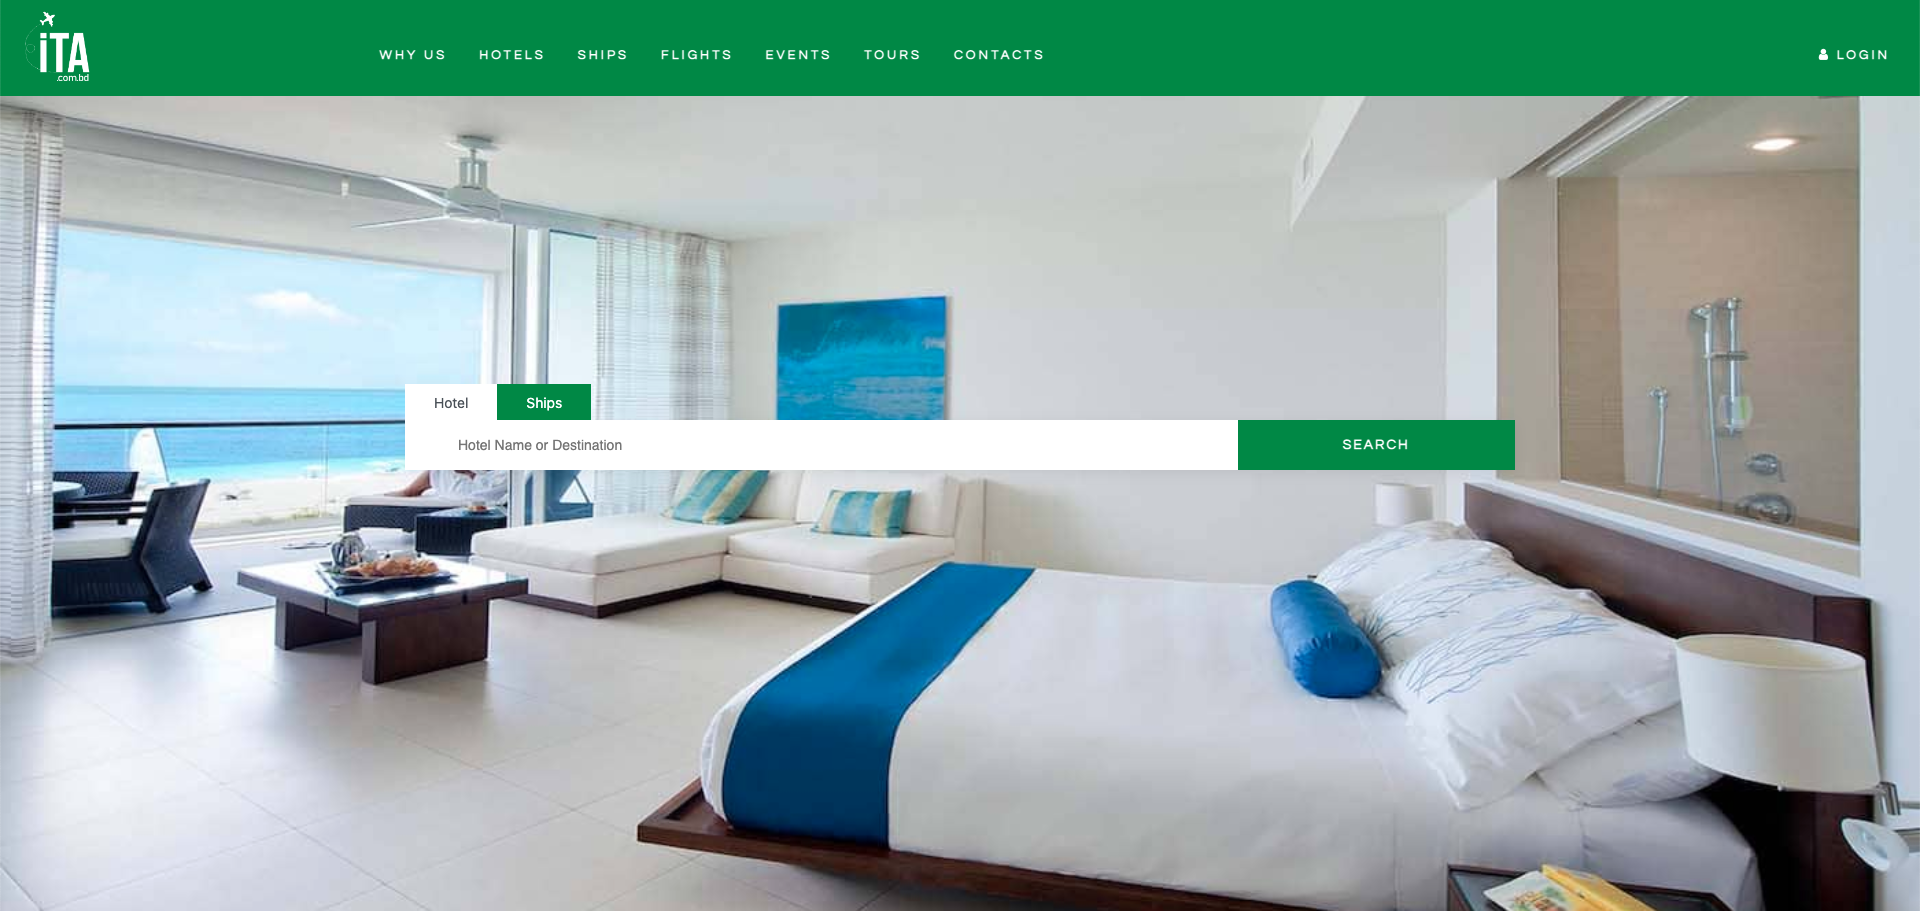 iTA
.com.bd
WHY US HOTELS SHIPS FLIGHTS EVENTS TOURS CONTACTS LOGIN
Hotel Ships
Hotel Name or Destination SEARCH